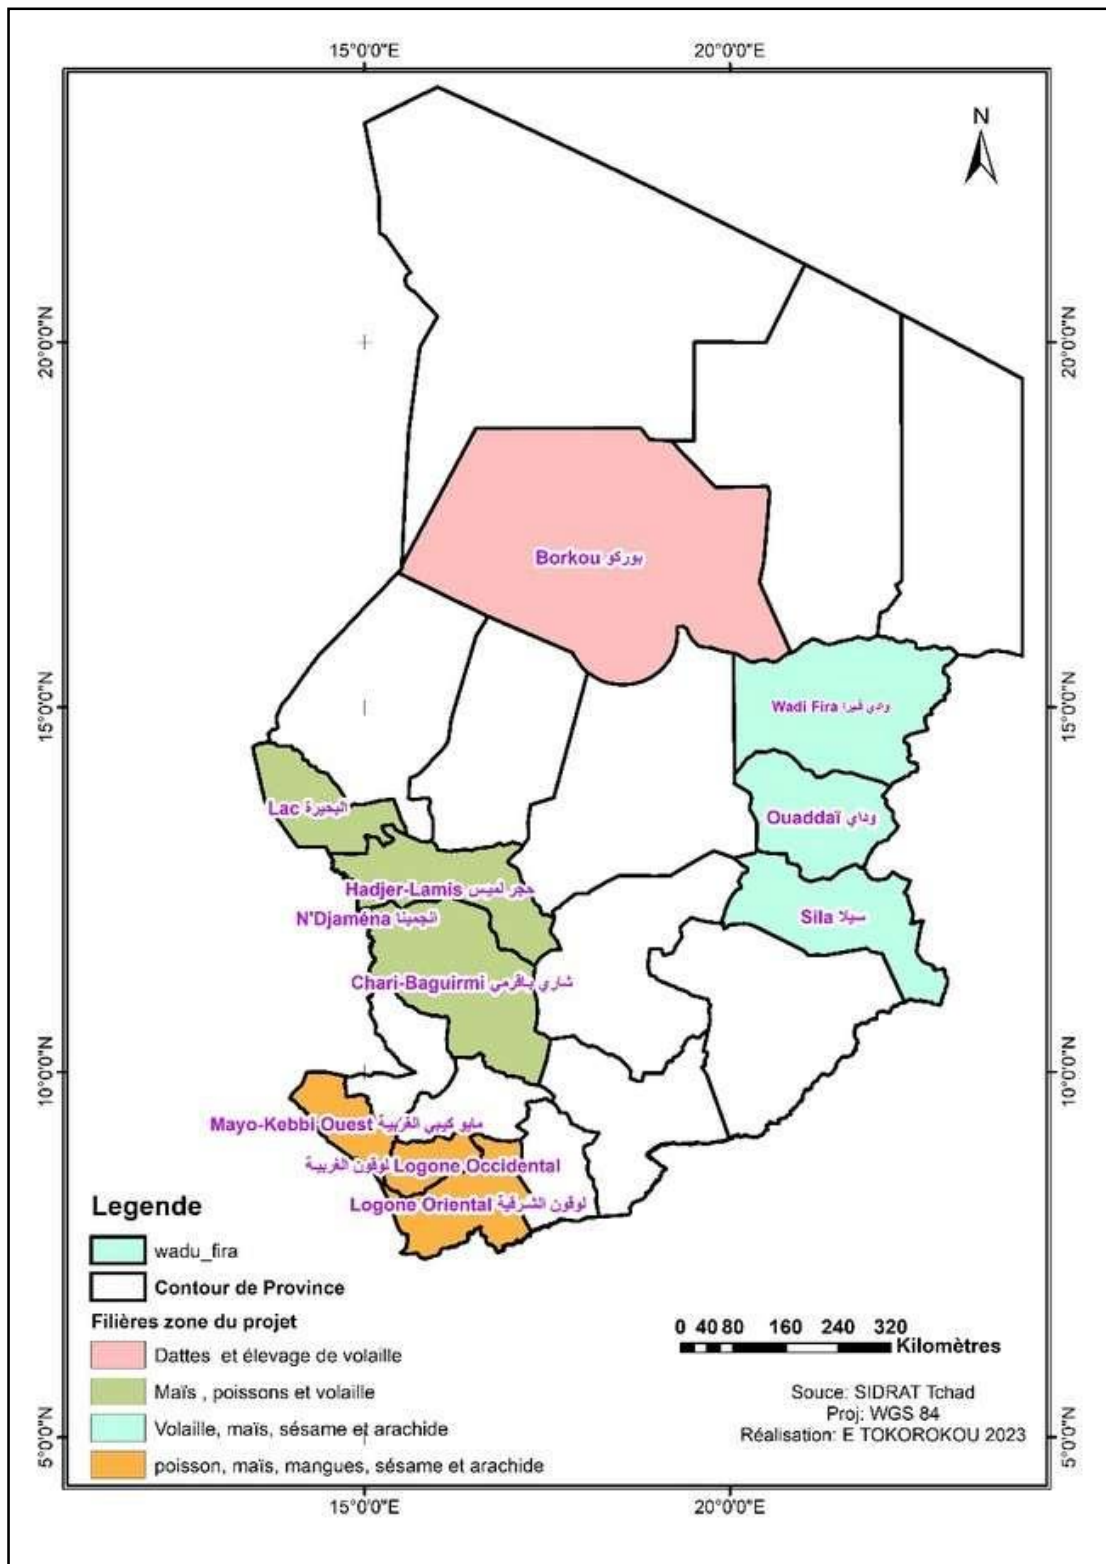 15°0'0"E 20°0'0"E
N
20°0'0"N 20°0'0"N
Borkou بوركو
15°0'0"N 15°0'0"N
Wadi Fira وادي فيرا
Lac البحيرة
Ouaddaï وداي
Hadjer-Lamis حجر لميس
N'Djaména انجمينا
Sila سيلا
Chari-Baguirmi شاري باقرمي
10°0'0"N 10°0'0"N
Mayo-Kebbi Ouest مايو كيبي الغربية
لوقون الغربية Logone Occidental
Logone Oriental لوقون الشرقية
Legende
wadu_fira
Contour de Province
Filières zone du projet
Dattes et élevage de volaille
Maïs , poissons et volaille
Volaille, maïs, sésame et arachide
poisson, maïs, mangues, sésame et arachide
0 40 80 160 240 320
Kilomètres
Souce: SIDRAT Tchad
Proj: WGS 84
Réalisation: E TOKOROKOU 2023
5°0'0"N 5°0'0"N
15°0'0"E 20°0'0"E